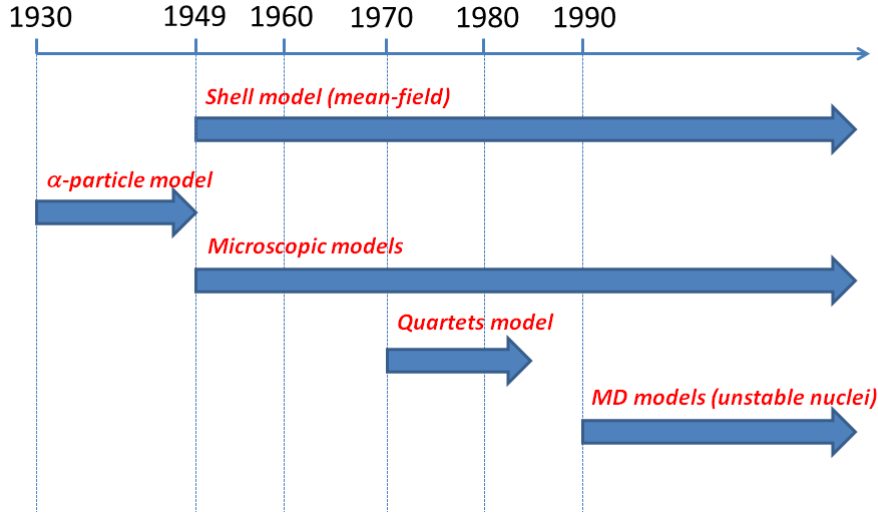 1930 1949 1960 1970 1980 1990
Shell model (mean-field)
α-particle model
Microscopic models
Quartets model
MD models (unstable nuclei)